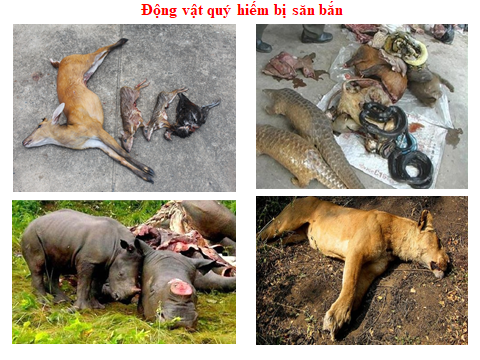 Động vật quý hiếm bị săn bắn